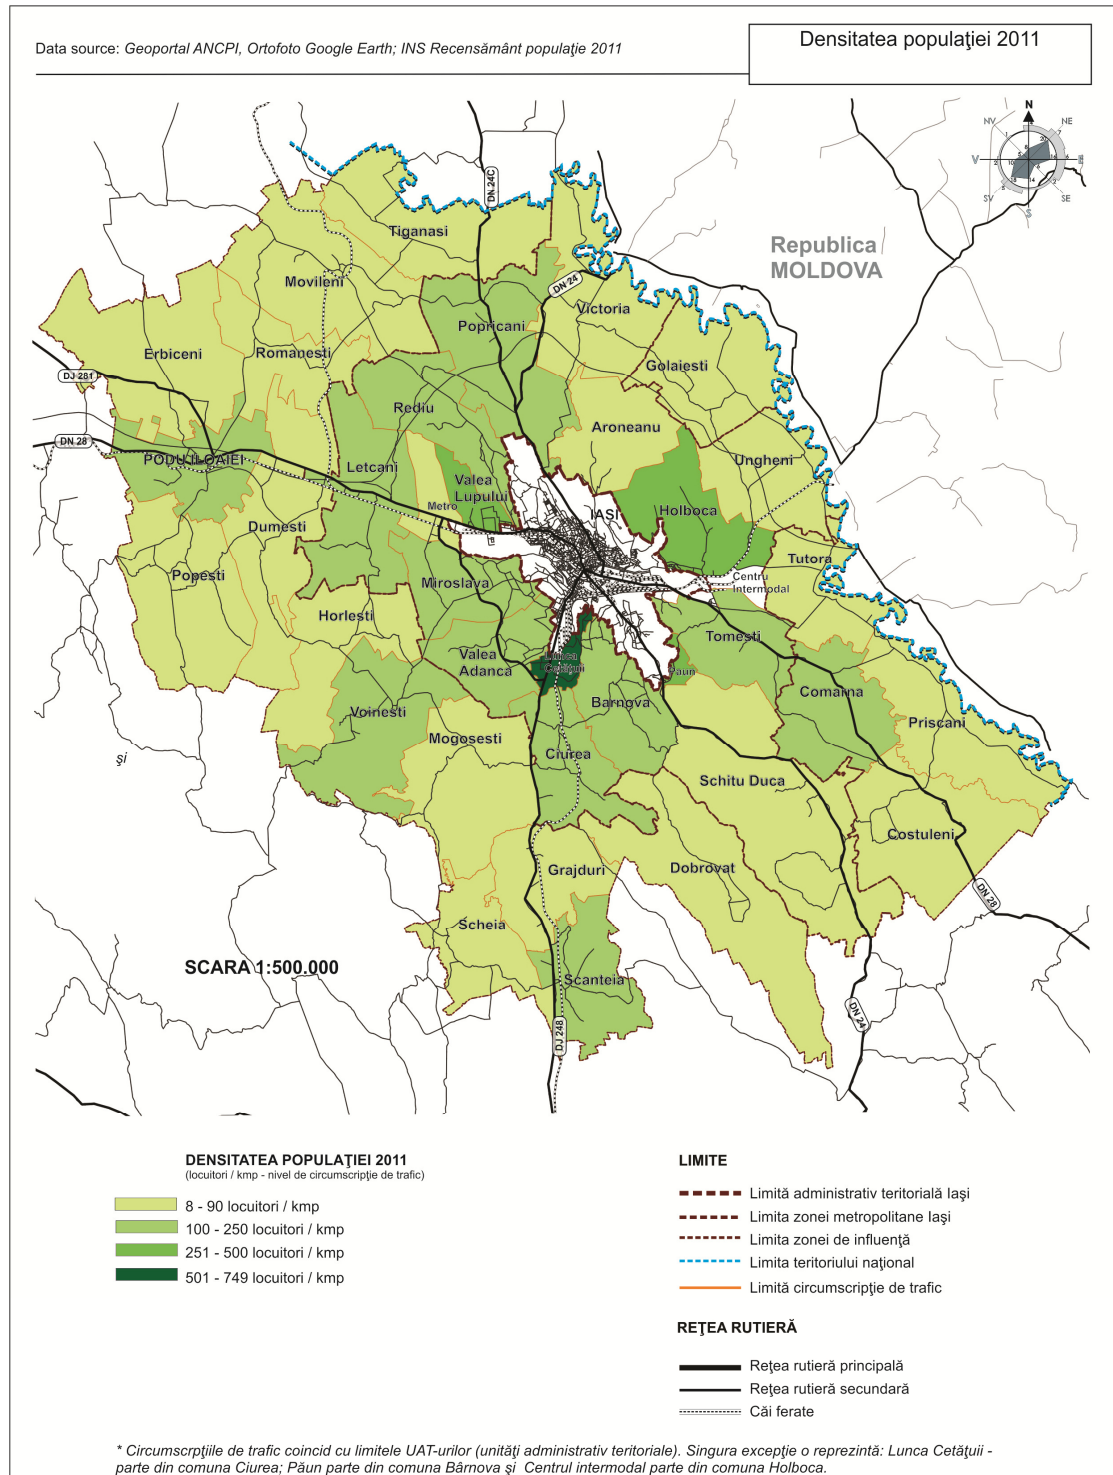 Data source: Geoportal ANCPI, Ortofoto Google Earth; INS Recensământ populaţie 2011
Densitatea populaţiei 2011
N
NV
NE
V
E
SV
SE
S
Republica
MOLDOVA
DN 24C
Tiganasi
Movileni
DN 24
Victoria
Popricani
Erbiceni
Romanesti
Golaiesti
DJ 281
Rediu
Aroneanu
DN 28
PODU ILOAIEI
Letcani
Ungheni
Valea
Lupului
Metro
IASI
Holboca
Dumesti
Tutora
Popesti
Miroslava
Centru
Intermodal
Horlesti
Tomesti
Valea
Adanca
Lunca
Cetăţuii
Paun
Comarna
Voinesti
Barnova
Priscani
Mogosesti
Ciurea
şi
Schitu Duca
Costuleni
Grajduri
Dobrovat
DN 28
Scheia
SCARA 1:500.000
Scanteia
DN 24
DJ 248
DENSITATEA POPULAŢIEI 2011
(locuitori / kmp - nivel de circumscripţie de trafic)
8 - 90 locuitori / kmp
100 - 250 locuitori / kmp
251 - 500 locuitori / kmp
501 - 749 locuitori / kmp
LIMITE
Limită administrativ teritorială Iaşi
Limita zonei metropolitane Iaşi
Limita zonei de influenţă
Limita teritoriului naţional
Limită circumscripţie de trafic
REŢEA RUTIERĂ
Reţea rutieră principală
Reţea rutieră secundară
Căi ferate
* Circumscrpţiile de trafic coincid cu limitele UAT-urilor (unităţi administrativ teritoriale). Singura excepţie o reprezintă: Lunca Cetăţuii -
parte din comuna Ciurea; Păun parte din comuna Bârnova şi Centrul intermodal parte din comuna Holboca.